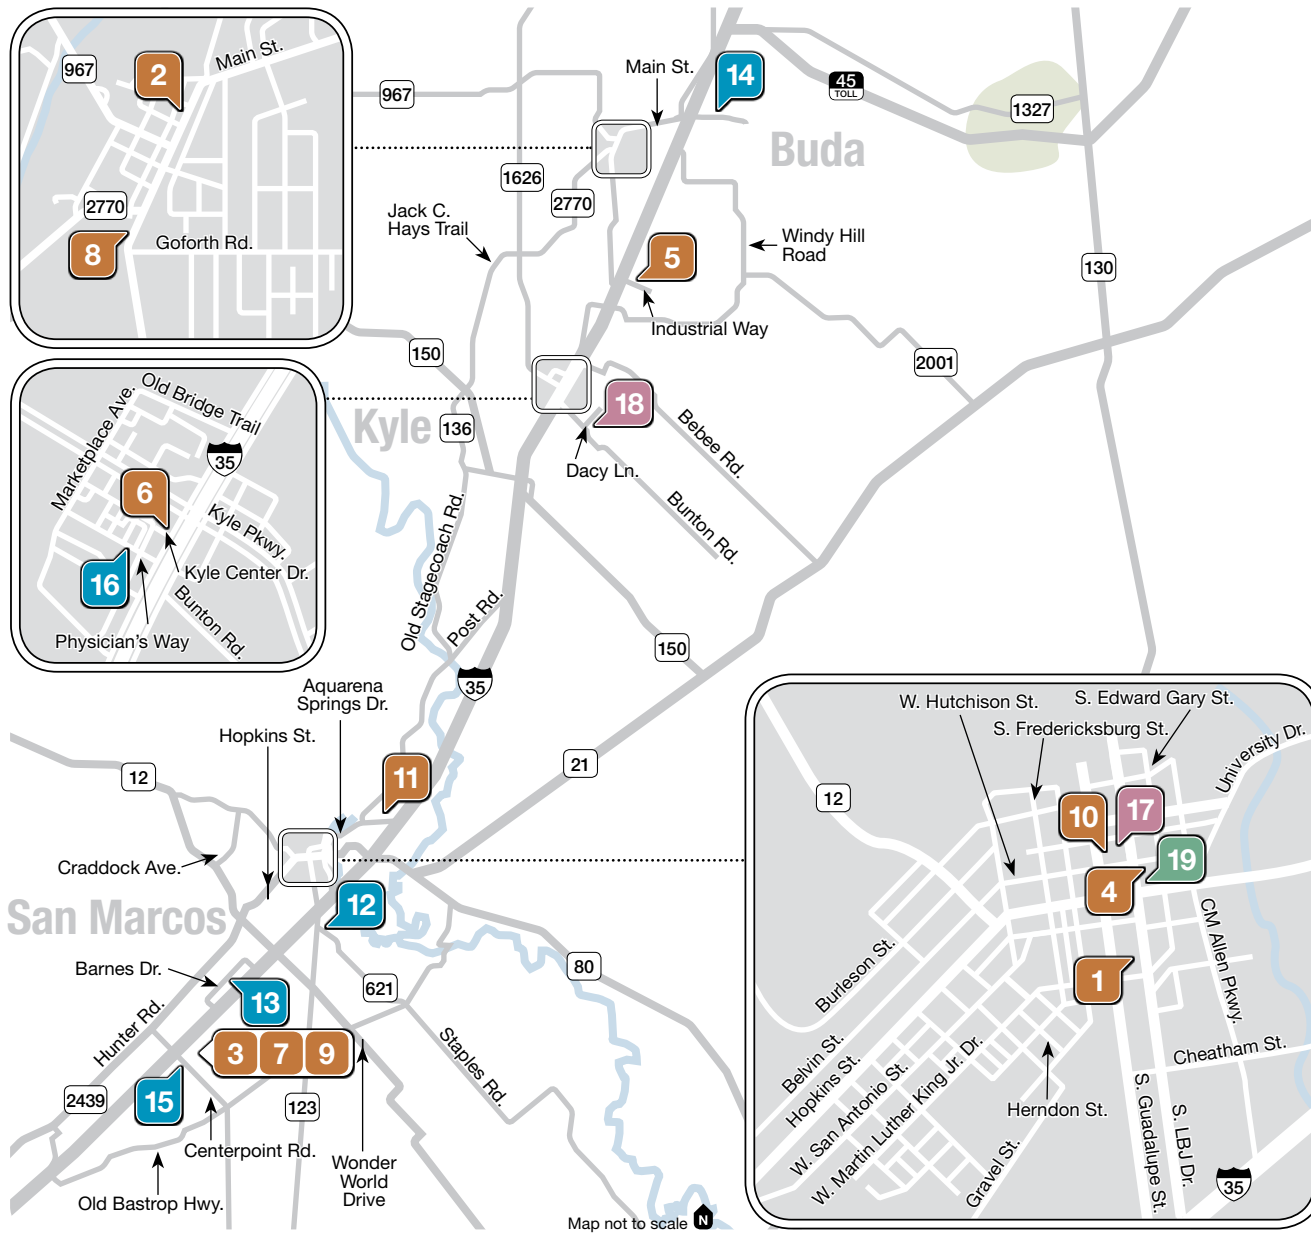 967
2
Main St.
2770
8
Goforth Rd.
967
Main St.
14
45
TOLL
1327
Buda
1626
2770
Jack C.
Hays Trail
5
Windy Hill
Road
130
Industrial Way
150
2001
Old Bridge Trail
Marketplace Ave.
35
6
Kyle Pkwy.
Kyle Center Dr.
16
Bunton Rd.
Physician's Way
Kyle
136
18
Bebee Rd.
Dacy Ln.
Bunton Rd.
Old Stagecoach Rd.
Post Rd.
150
35
Aquarena
Springs Dr.
Hopkins St.
12
11
21
Craddock Ave.
San Marcos
12
Barnes Dr.
13
621
80
Hunter Rd.
3
7
9
Staples Rd.
2439
15
123
Centerpoint Rd.
Wonder
World
Drive
Old Bastrop Hwy.
Map not to scale
N
W. Hutchison St.
S. Edward Gary St.
S. Fredericksburg St.
University Dr.
12
10
17
19
4
CM Allen Pkwy.
Burleson St.
1
Belvin St.
Hopkins St.
W. San Antonio St.
W. Martin Luther King Jr. Dr.
Cheatham St.
Herndon St.
Gravel St.
S. Guadalupe St.
S. LBJ Dr.
35